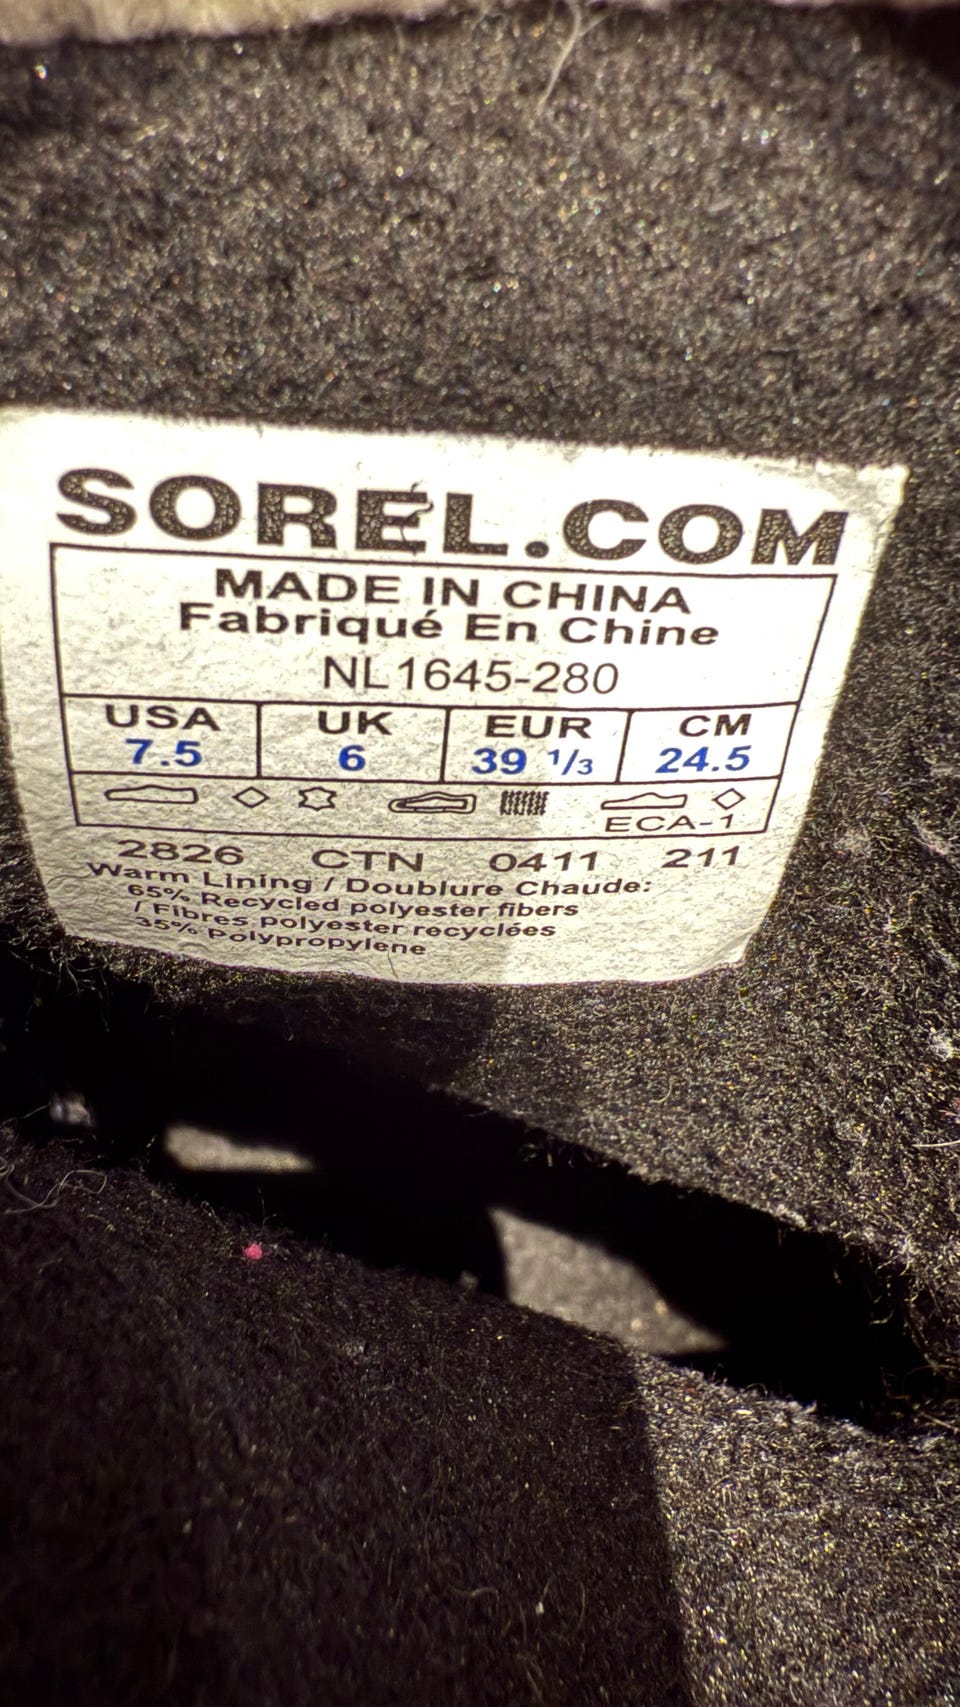 SOREL.COM
MADE IN CHINA
Fabriqué En Chine
NL1645-280
USA UK EUR CM
7.5 6 39 1/3 24.5
ECA-1
2826 CTN 0411 211
Warm Lining / Doublure Chaude:
65% Recycled polyester fibers
/ Fibres polyester recyclées
35% Polypropylene